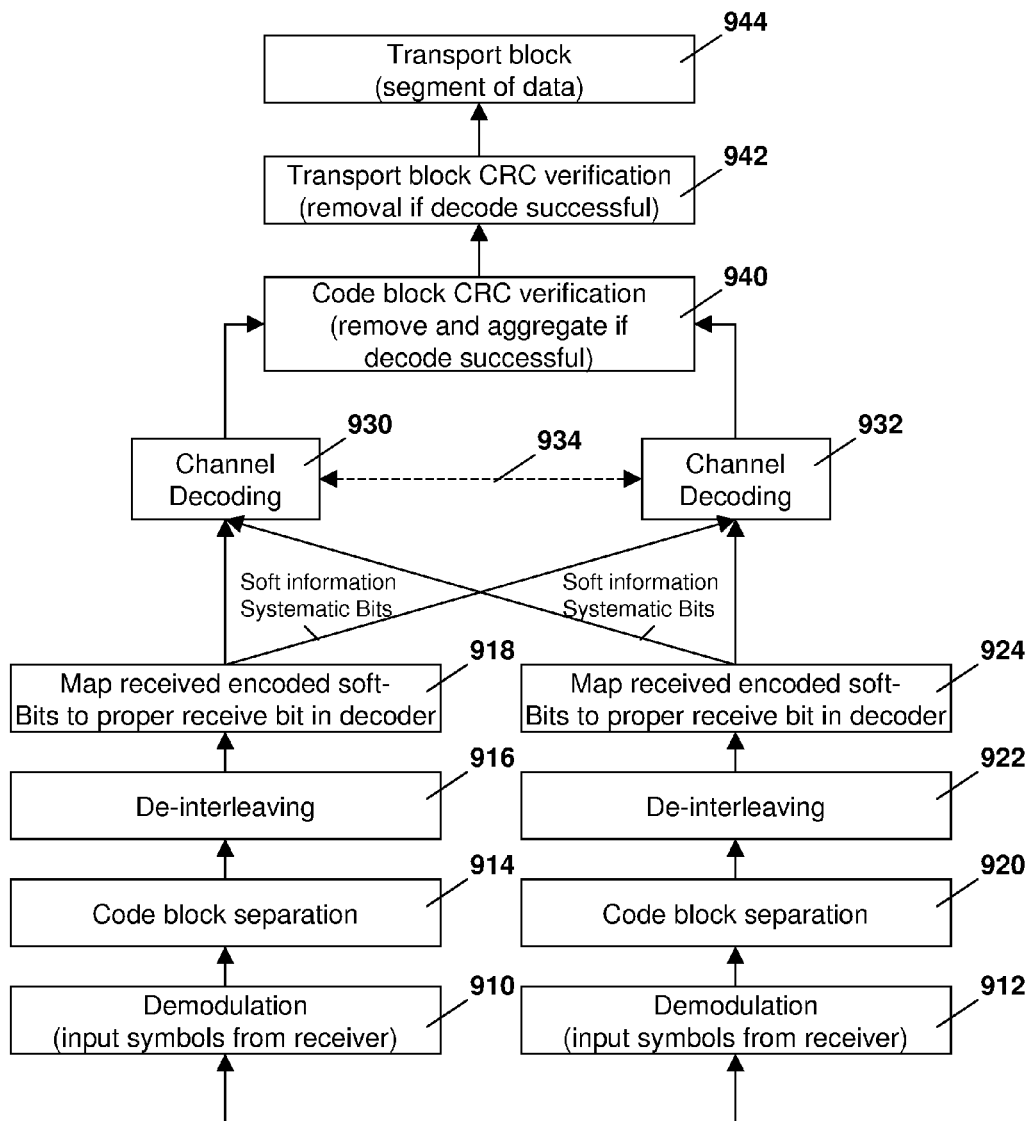 944
Transport block
(segment of data)
942
Transport block CRC verification
(removal if decode successful)
940
Code block CRC verification
(remove and aggregate if
decode successful)
930
Channel
Decoding
934
932
Channel
Decoding
Soft information
Systematic Bits
Soft information
Systematic Bits
918
Map received encoded soft-
Bits to proper receive bit in decoder
924
Map received encoded soft-
Bits to proper receive bit in decoder
916
De-interleaving
922
De-interleaving
914
Code block separation
920
Code block separation
910
Demodulation
(input symbols from receiver)
912
Demodulation
(input symbols from receiver)